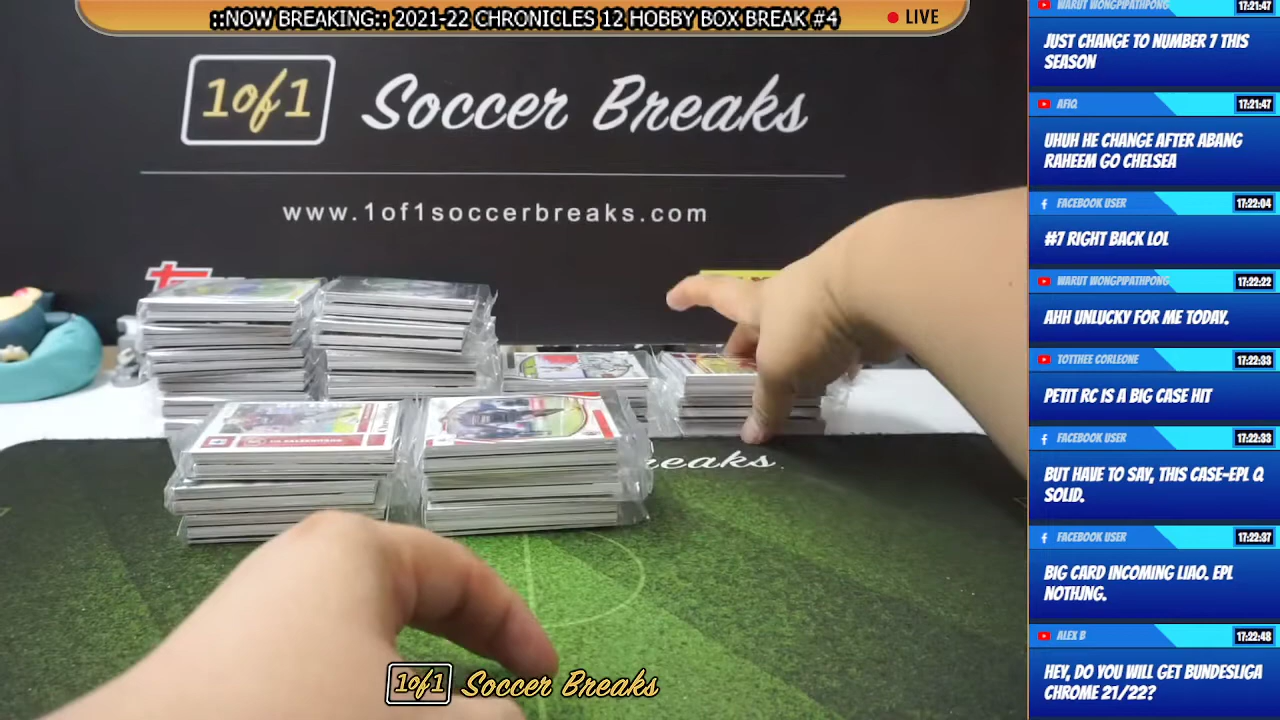 ::NOW BREAKING:: 2021-22 CHRONICLES 12 HOBBY BOX BREAK #4
LIVE
1of1 Soccer Breaks
www.1of1soccerbreaks.com
reaks.
1of1 Soccer Breaks
WARUT WONGPIPATHPONG 17:21:47
JUST CHANGE TO NUMBER 7 THIS
SEASON
AFIQ 17:21:47
UHUH HE CHANGE AFTER ABANG
RAHEEM GO CHELSEA
FACEBOOK USER 17:22:04
#7 RIGHT BACK LOL
WARUT WONGPIPATHPONG 17:22:22
AHH UNLUCKY FOR ME TODAY.
TOTTHEE CORLEONE 17:22:33
PETIT RC IS A BIG CASE HIT
FACEBOOK USER 17:22:33
BUT HAVE TO SAY, THIS CASE-EPL Q
SOLID.
FACEBOOK USER 17:22:37
BIG CARD INCOMING LIAO. EPL
NOTHJNG.
ALEX B 17:22:48
HEY, DO YOU WILL GET BUNDESLIGA
CHROME 21/22?